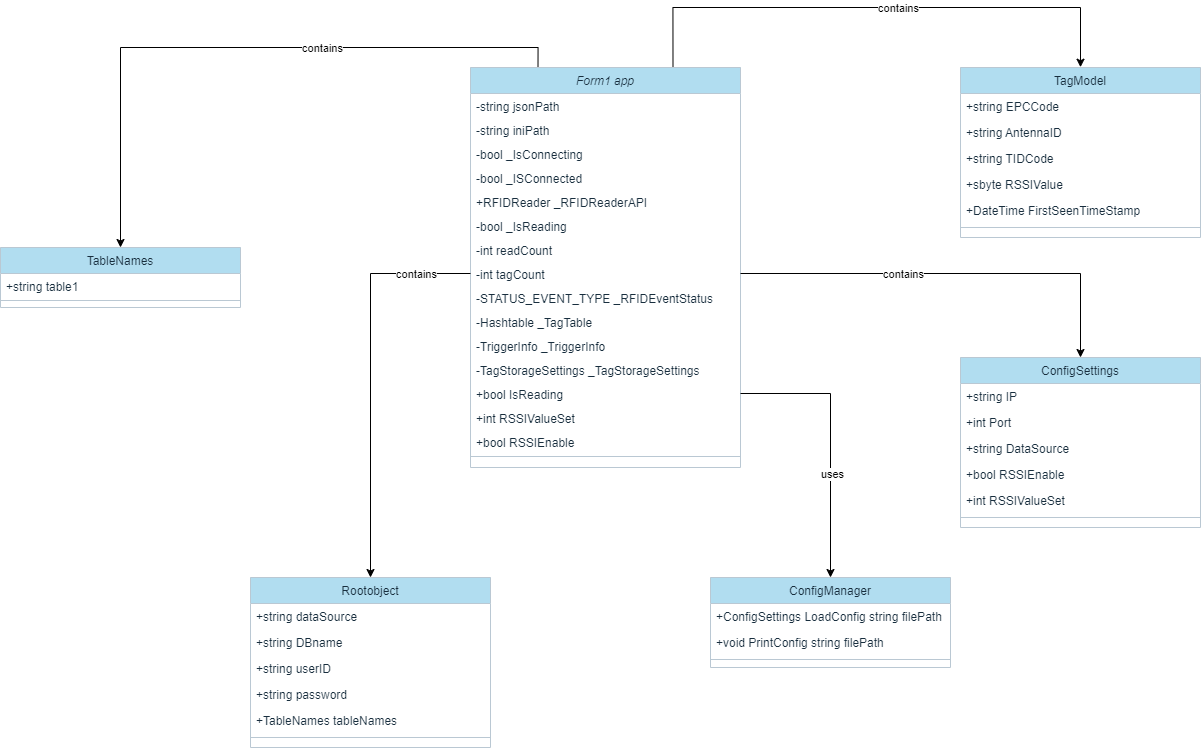 contains
contains
Form1 app
-string jsonPath
-string iniPath
-bool _IsConnecting
-bool _ISConnected
+RFIDReader _RFIDReaderAPI
-bool _IsReading
-int readCount
-int tagCount
-STATUS_EVENT_TYPE _RFIDEventStatus
-Hashtable _TagTable
-TriggerInfo _TriggerInfo
-TagStorageSettings _TagStorageSettings
+bool IsReading
+int RSSIValueSet
+bool RSSIEnable
TagModel
+string EPCCode
+string AntennaID
+string TIDCode
+sbyte RSSIValue
+DateTime FirstSeenTimeStamp
TableNames
+string table1
contains
contains
ConfigSettings
+string IP
+int Port
+string DataSource
+bool RSSIEnable
+int RSSIValueSet
uses
Rootobject
+string dataSource
+string DBname
+string userID
+string password
+TableNames tableNames
ConfigManager
+ConfigSettings LoadConfig string filePath
+void PrintConfig string filePath